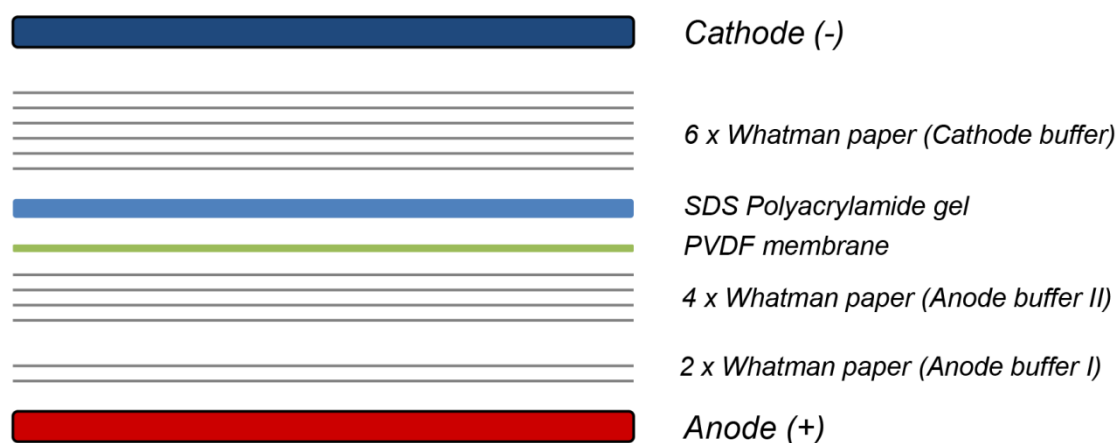 Cathode (-)
6 x Whatman paper (Cathode buffer)
SDS Polyacrylamide gel
PVDF membrane
4 x Whatman paper (Anode buffer II)
2 x Whatman paper (Anode buffer I)
Anode (+)